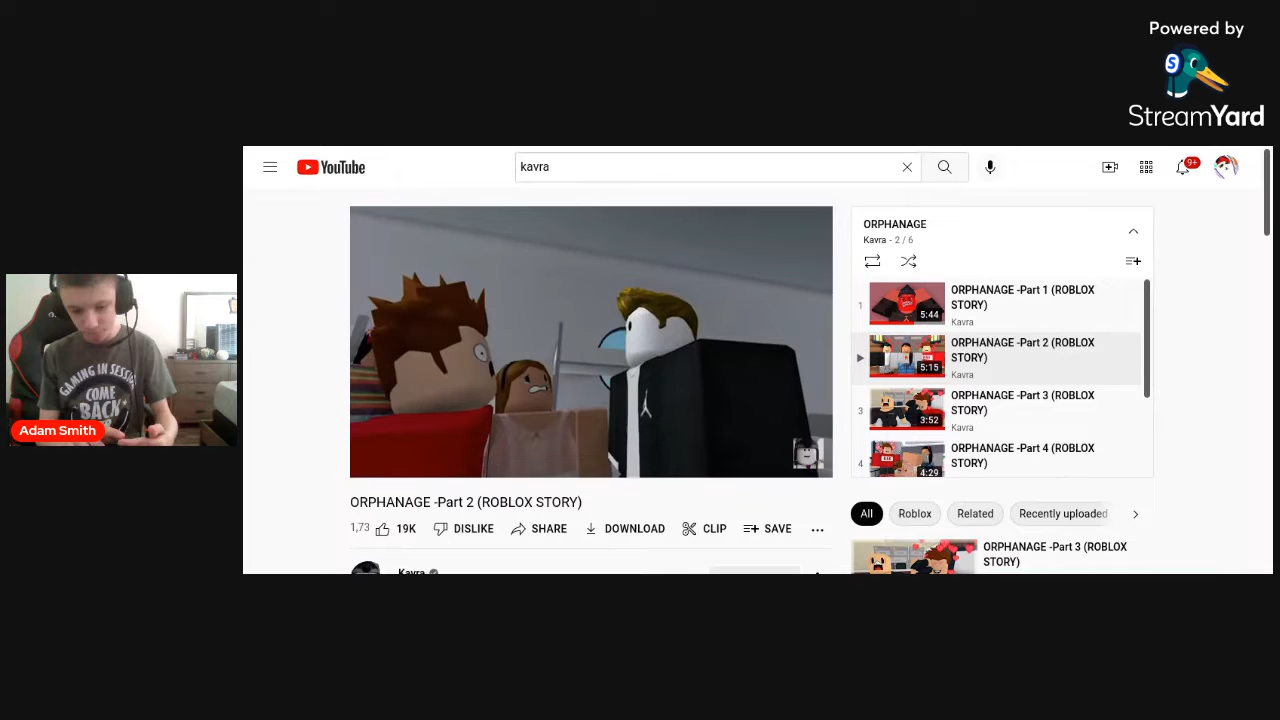 Powered by
StreamYard
YouTube
kavra
9+
GAMING IN SESSION
COME
BACK
Adam Smith
ORPHANAGE
Kavra - 2 / 6
1
5:44
ORPHANAGE -Part 1 (ROBLOX
STORY)
Kavra
5:15
ORPHANAGE -Part 2 (ROBLOX
STORY)
Kavra
3
3:52
ORPHANAGE -Part 3 (ROBLOX
STORY)
Kavra
4
4:29
ORPHANAGE -Part 4 (ROBLOX
STORY)
ORPHANAGE -Part 2 (ROBLOX STORY)
1,73
19K
DISLIKE
SHARE
DOWNLOAD
CLIP
SAVE
Kavra
All
Roblox
Related
Recently uploaded
ORPHANAGE -Part 3 (ROBLOX
STORY)